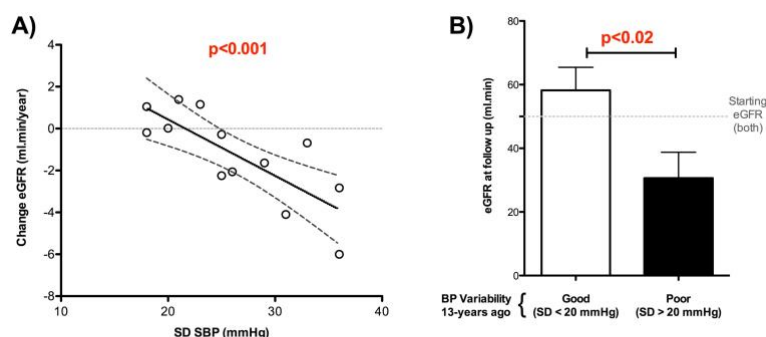 A)
p<0.001
Change eGFR (ml.min/year)
4
2
0
-2
-4
-6
-8
10
20
30
40
SD SBP (mmHg)
B)
p<0.02
eGFR at follow up (ml.min)
80
60
40
20
0
Starting
eGFR
(both)
BP Variability
13-years ago
{
Good
(SD < 20 mmHg)
Poor
(SD > 20 mmHg)